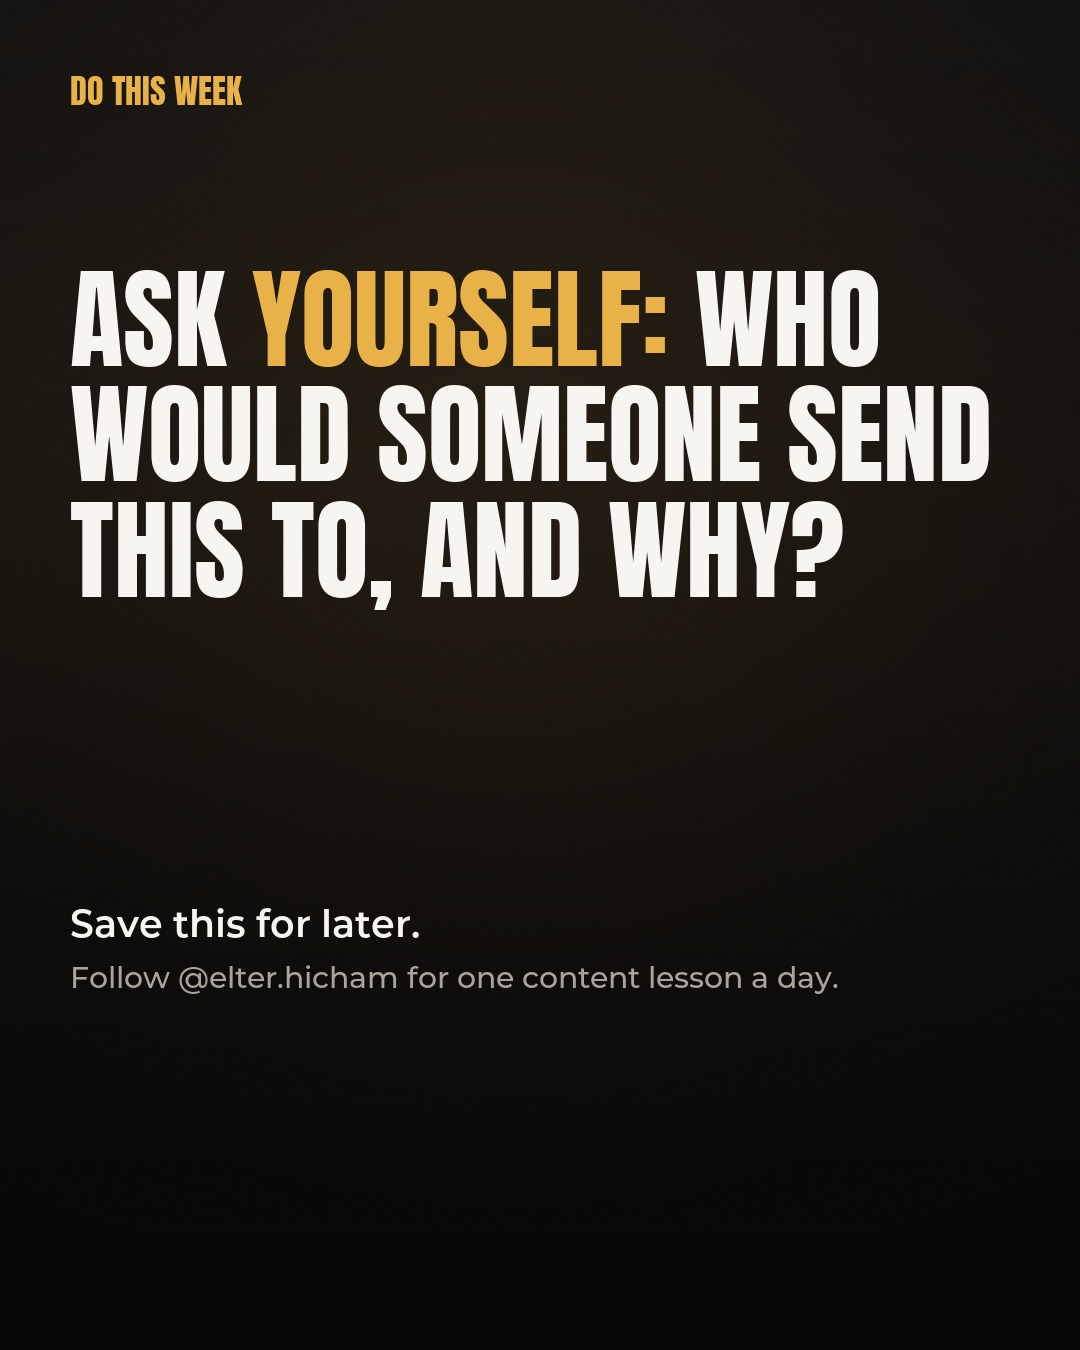 DO THIS WEEK
ASK YOURSELF: WHO
WOULD SOMEONE SEND
THIS TO, AND WHY?
Save this for later.
Follow @elter.hicham for one content lesson a day.